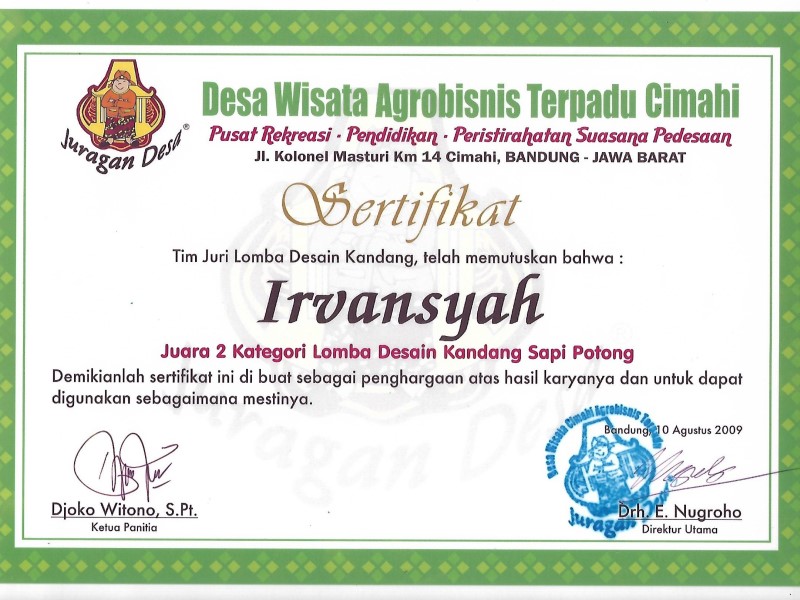 Juragan Desa®
Desa Wisata Agrobisnis Terpadu Cimahi
Pusat Rekreasi - Pendidikan - Peristirahatan Suasana Pedesaan
Jl. Kolonel Masturi Km 14 Cimahi, BANDUNG - JAWA BARAT
Sertifikat
Tim Juri Lomba Desain Kandang, telah memutuskan bahwa :
Irvansyah
Juara 2 Kategori Lomba Desain Kandang Sapi Potong
Demikianlah sertifikat ini di buat sebagai penghargaan atas hasil karyanya dan untuk dapat
digunakan sebagaimana mestinya.
Bandung, 10 Agustus 2009
Desa Wisata Cimahi Agrobisnis Terpadu
Juragan Desa
Djoko Witono, S.Pt.
Ketua Panitia
Drh. E. Nugroho
Direktur Utama